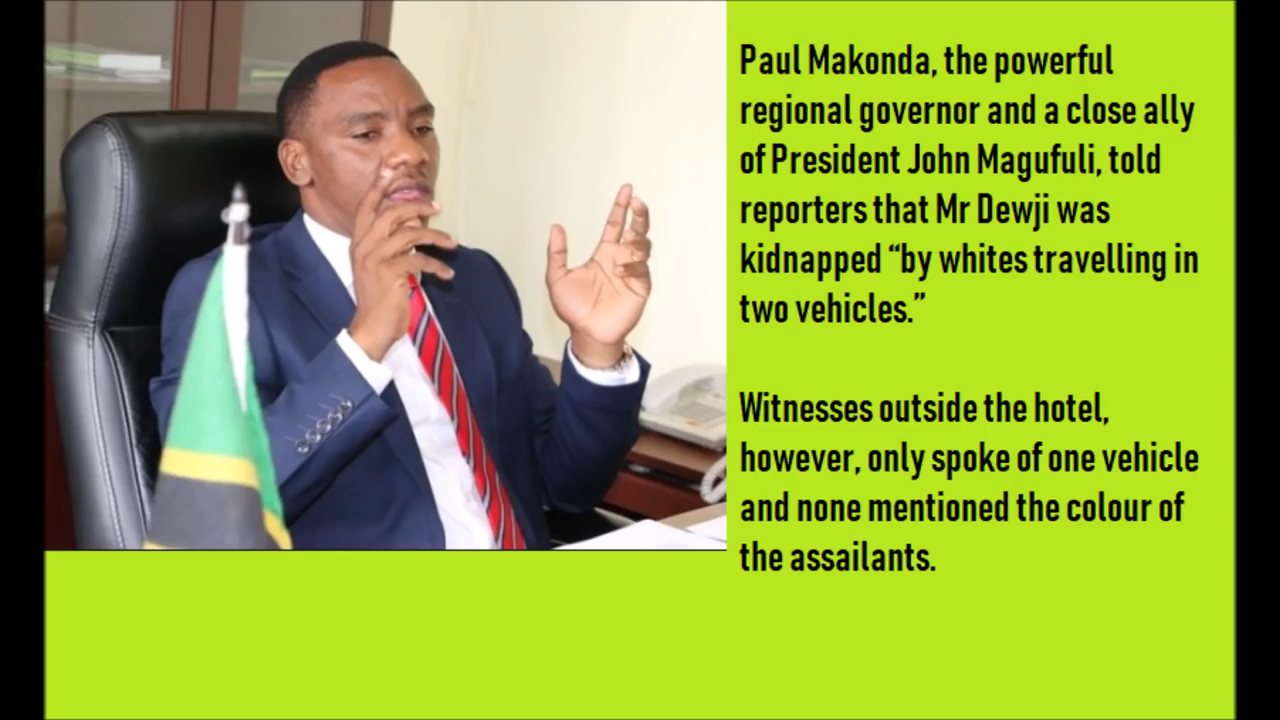 Paul Makonda, the powerful
regional governor and a close ally
of President John Magufuli, told
reporters that Mr Dewji was
kidnapped “by whites travelling in
two vehicles.”
Witnesses outside the hotel,
however, only spoke of one vehicle
and none mentioned the colour of
the assailants.